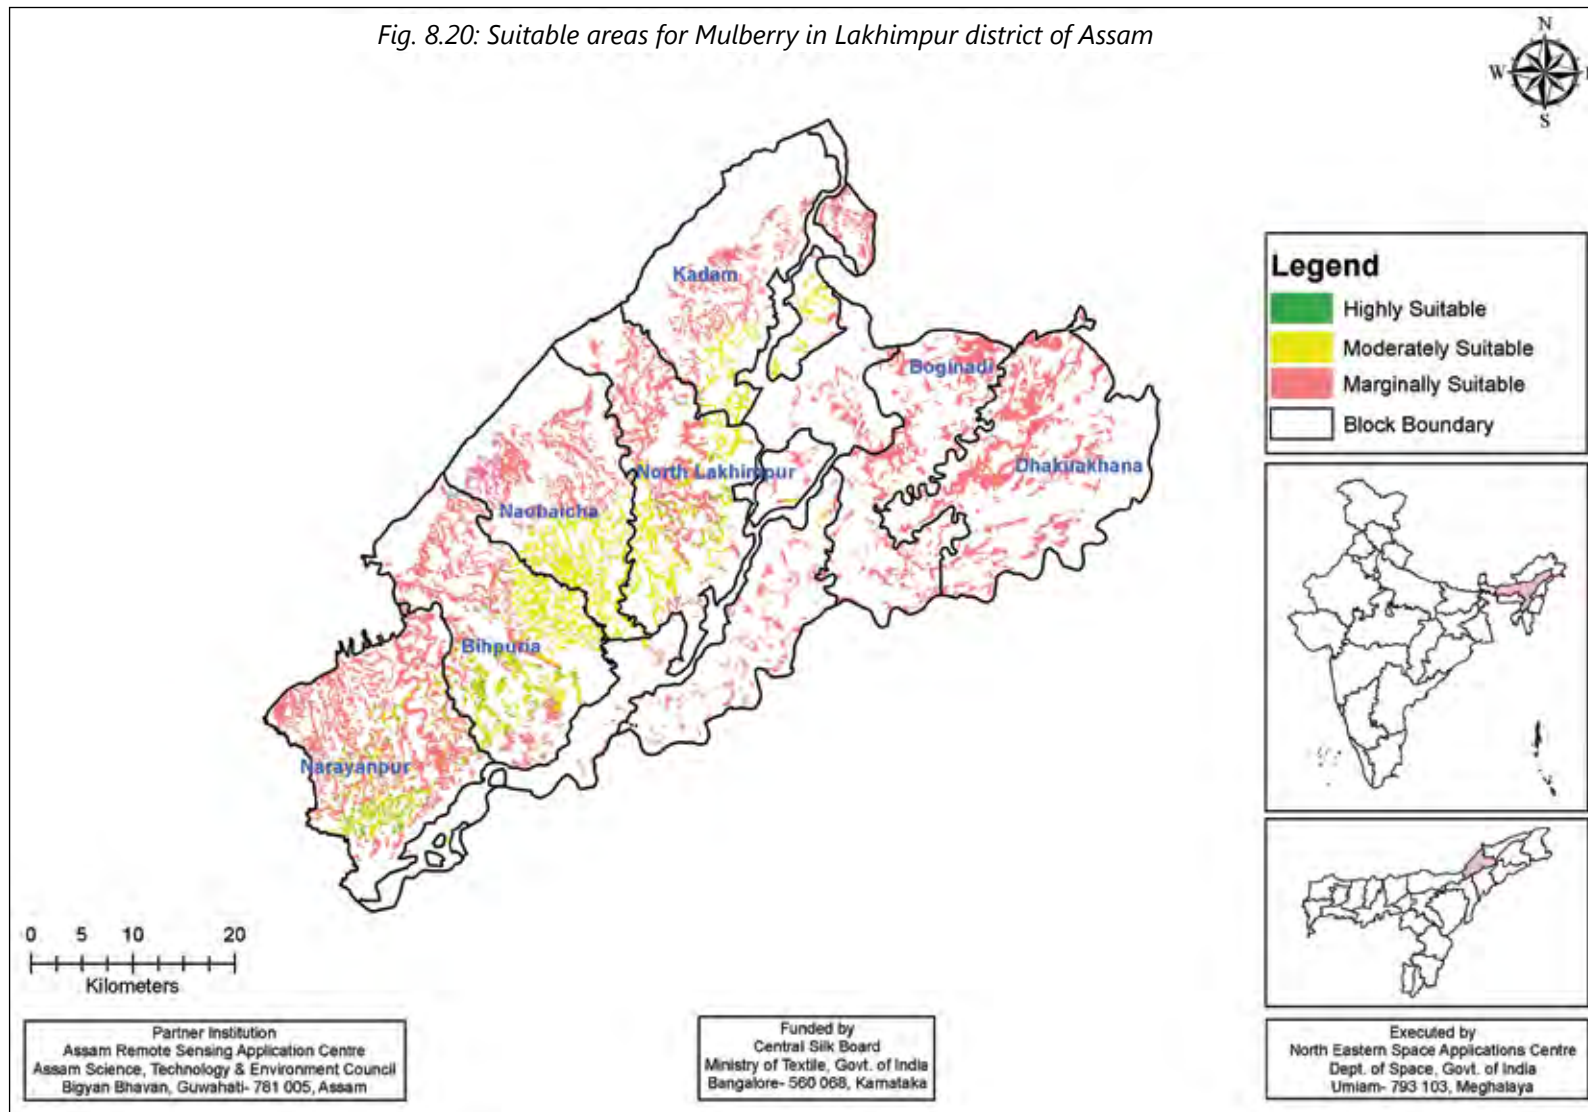 Fig. 8.20: Suitable areas for Mulberry in Lakhimpur district of Assam
N
W
S
Kadam
Boginadi
Dhakuakhana
North Lakhimpur
Naobaicha
Bihpuria
Narayanpur
Legend
Highly Suitable
Moderately Suitable
Marginally Suitable
Block Boundary
0 5 10 20
Kilometers
Partner Institution
Assam Remote Sensing Application Centre
Assam Science, Technology & Environment Council
Bigyan Bhavan, Guwahati- 781 005, Assam
Funded by
Central Silk Board
Ministry of Textile, Govt. of India
Bangalore- 560 068, Karnataka
Executed by
North Eastern Space Applications Centre
Dept. of Space, Govt. of India
Umiam- 793 103, Meghalaya